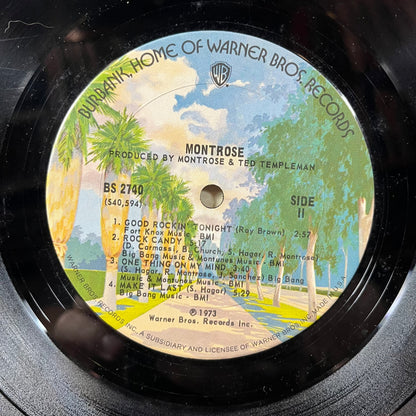 BURBANK, HOME OF WARNER BROS. RECORDS
WB
MONTROSE
PRODUCED BY MONTROSE & TED TEMPLEMAN
BS 2740
(S40,594)
SIDE
II
1. GOOD ROCKIN' TONIGHT (Roy Brown) 2:57
Fort Knox Music - BMI
2. ROCK CANDY - :17
(D. Carmassi, B. Church, S. Hagar, R. Montrose)
Big Bang Music & Montunes Music - BMI
3. ONE THING ON MY MIND - 3:40
(S. Hagar, R. Montrose, J. Sanchez) Big Bang
Music & Montunes Music - BMI
4. MAKE IT LAST (S. Hagar)
Big Bang Music - BMI 5:29
℗ © 1973
Warner Bros. Records Inc.
WARNER BROS. RECORDS INC., A SUBSIDIARY AND LICENSEE OF WARNER BROS. INC. MADE IN U.S.A.